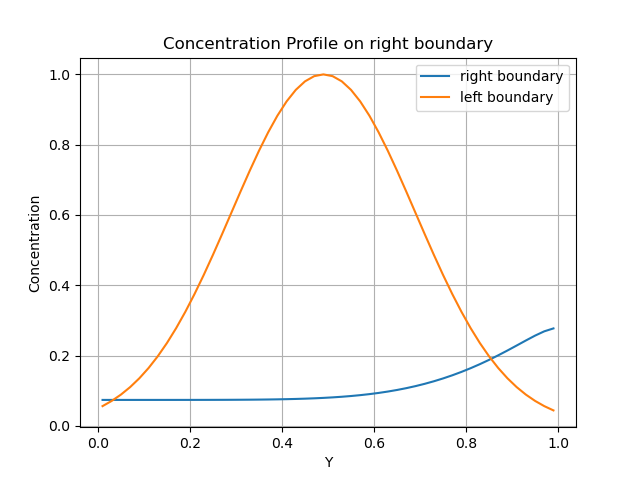 Concentration Profile on right boundary
right boundary
left boundary
Concentration
1.0
0.8
0.6
0.4
0.2
0.0
0.0 0.2 0.4 0.6 0.8 1.0
Y